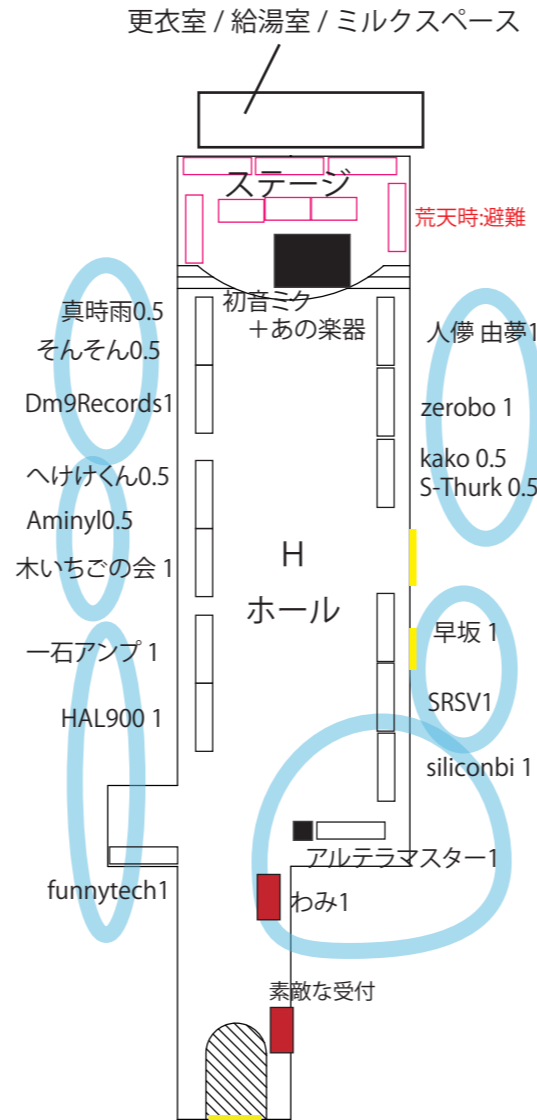 更衣室 / 給湯室 / ミルクスペース
ステージ
荒天時:避難
初音ミク
+あの楽器
真時雨0.5
そんそん0.5
Dm9Records1
へけけくん0.5
Aminyl0.5
木いちごの会 1
一石アンプ 1
HAL900 1
funnytech1
H
ホール
人儚 由夢1
zerobo 1
kako 0.5
S-Thurk 0.5
早坂 1
SRSV1
siliconbi 1
アルテラマスター1
わみ1
素敵な受付